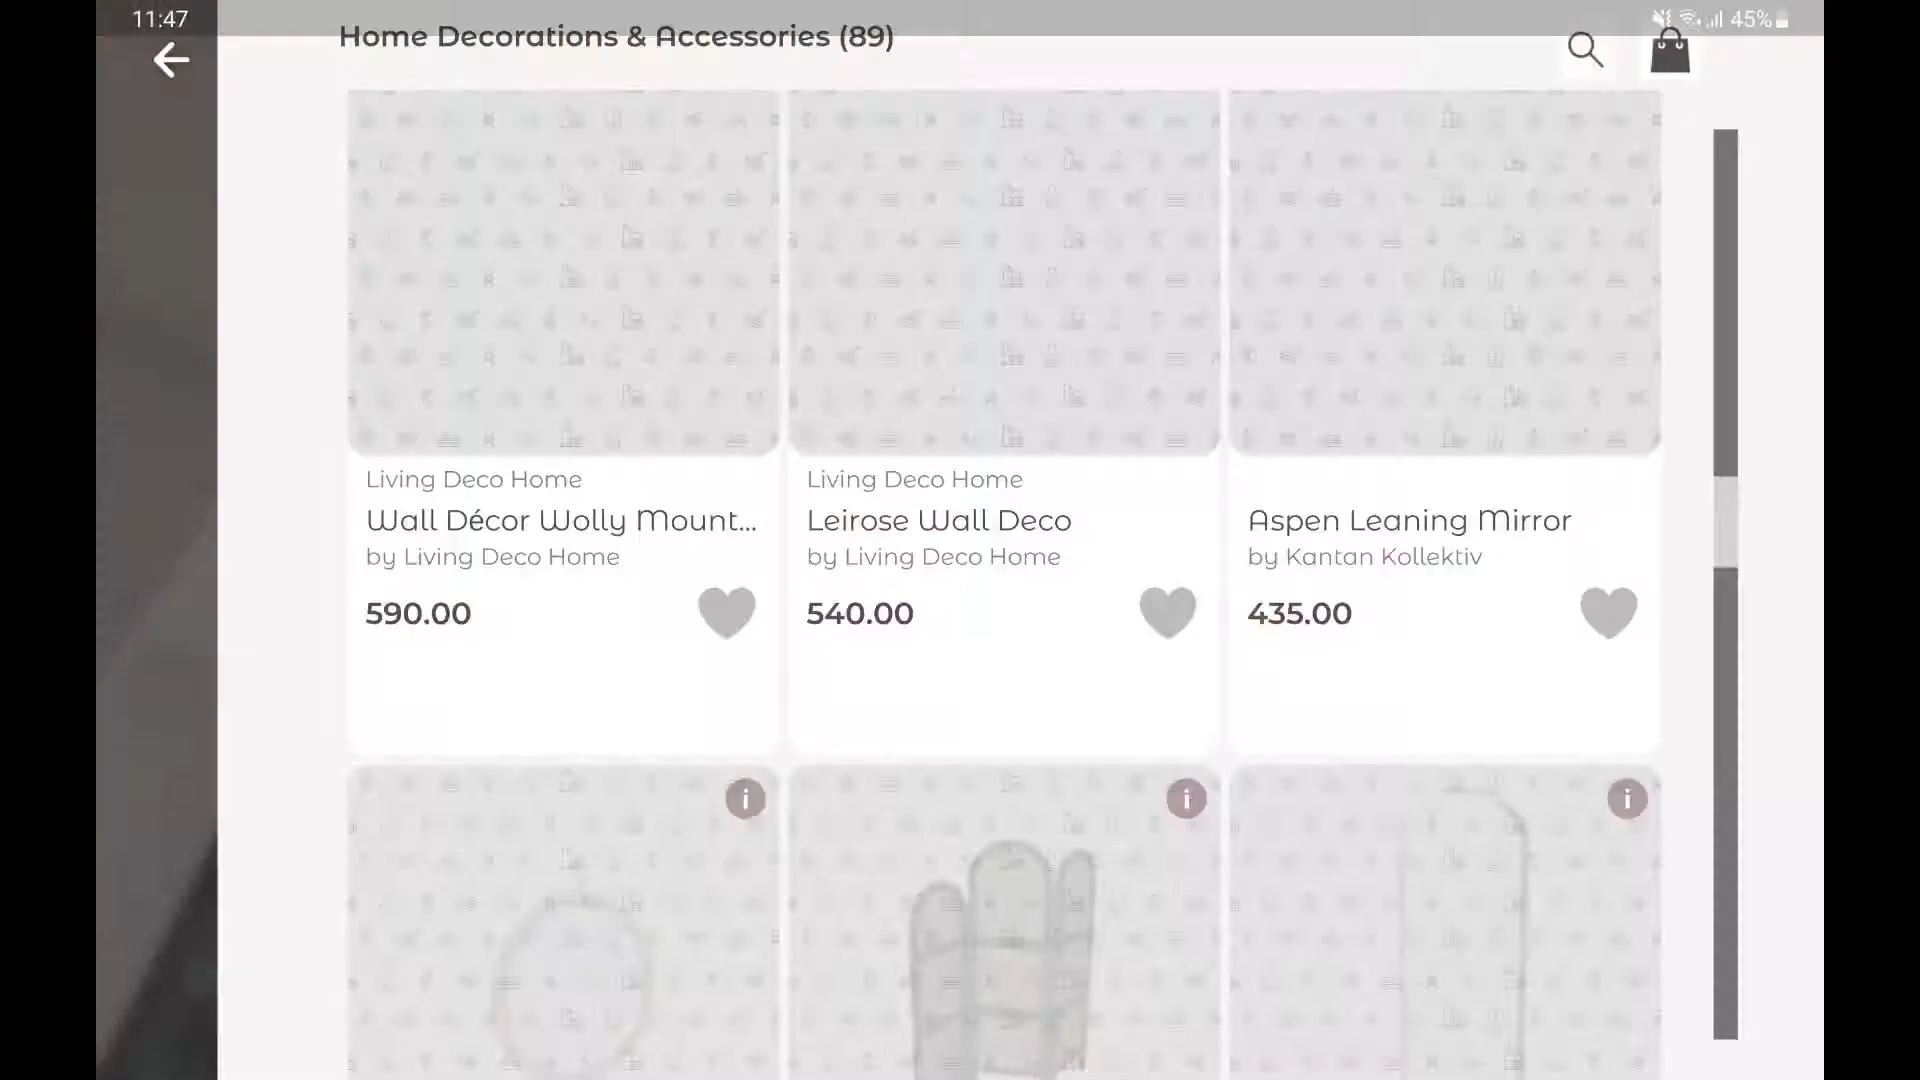 11:47
45%
Home Decorations & Accessories (89)
Living Deco Home
Wall Décor Wolly Mount...
by Living Deco Home
590.00
Living Deco Home
Leirose Wall Deco
by Living Deco Home
540.00
Aspen Leaning Mirror
by Kantan Kollektiv
435.00
i
i
i